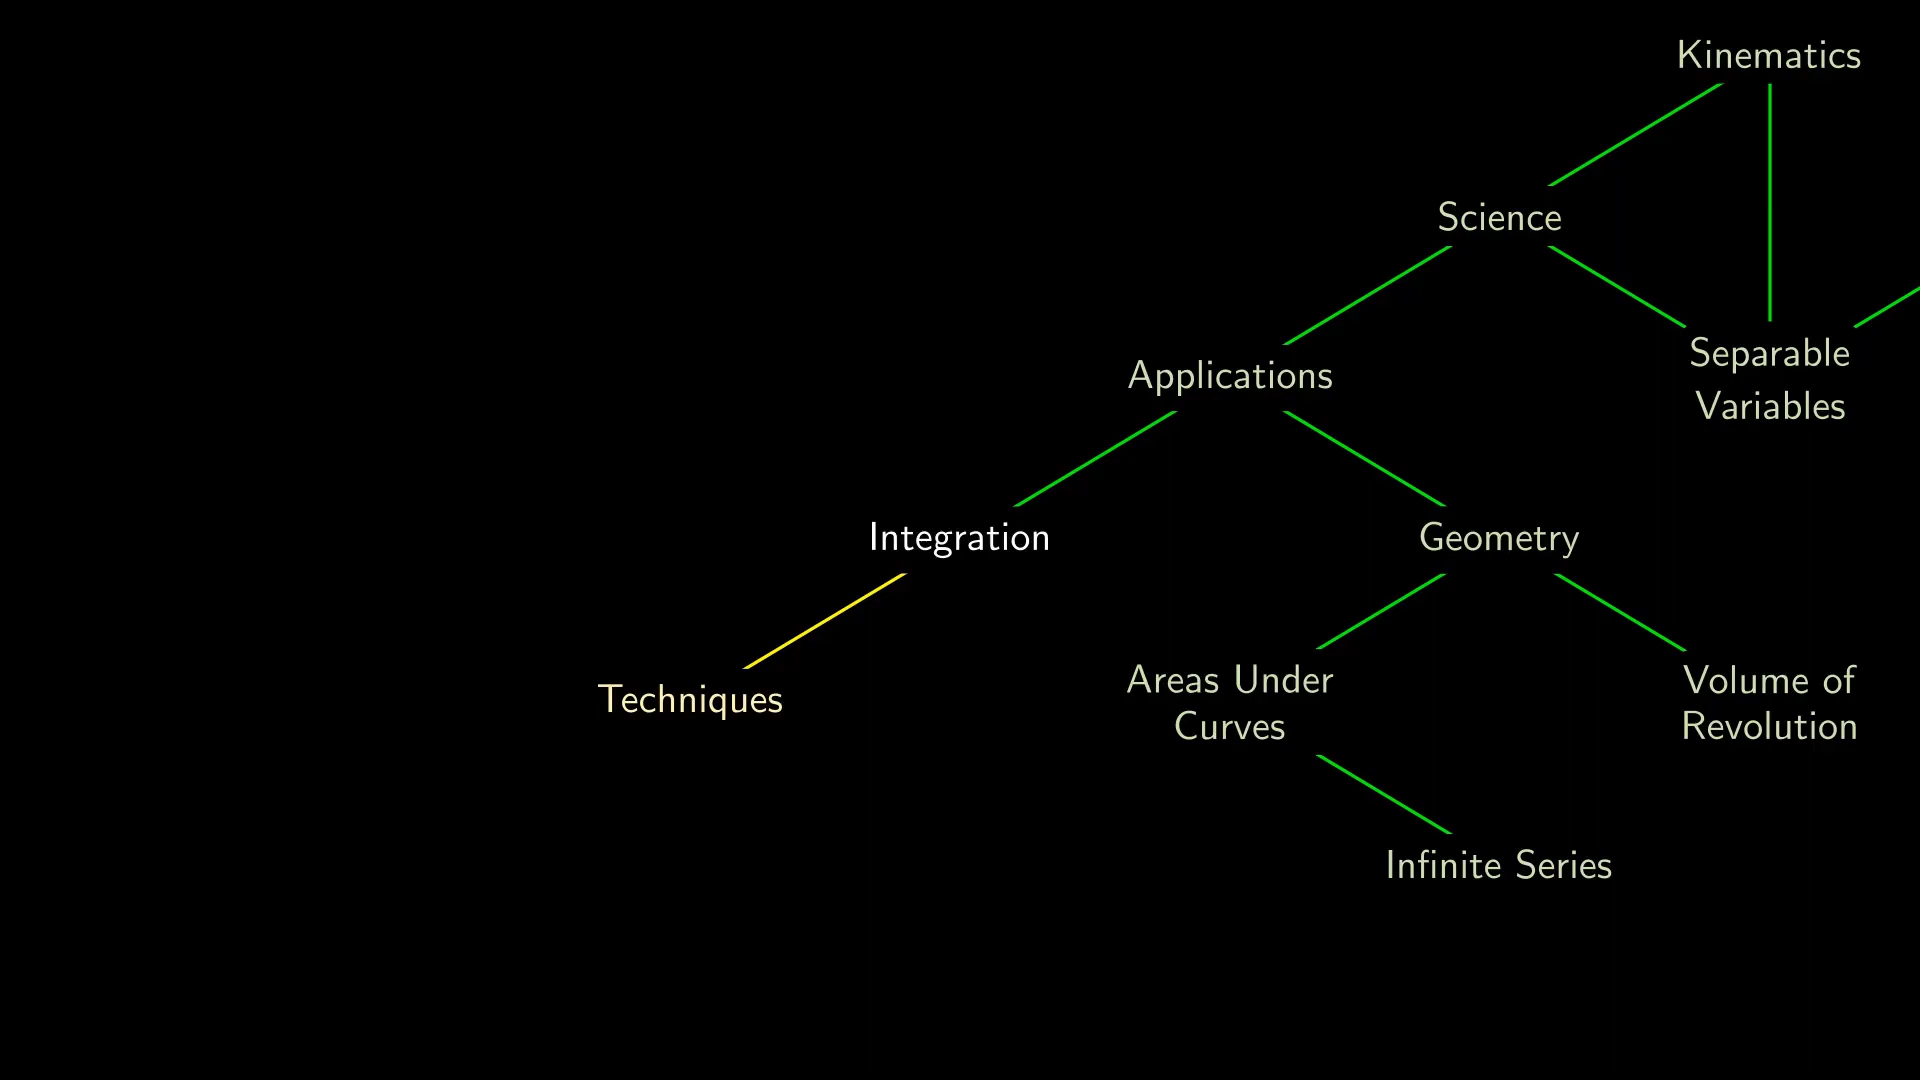 Kinematics
Science
Separable
Variables
Applications
Integration
Geometry
Techniques
Areas Under
Curves
Volume of
Revolution
Infinite Series